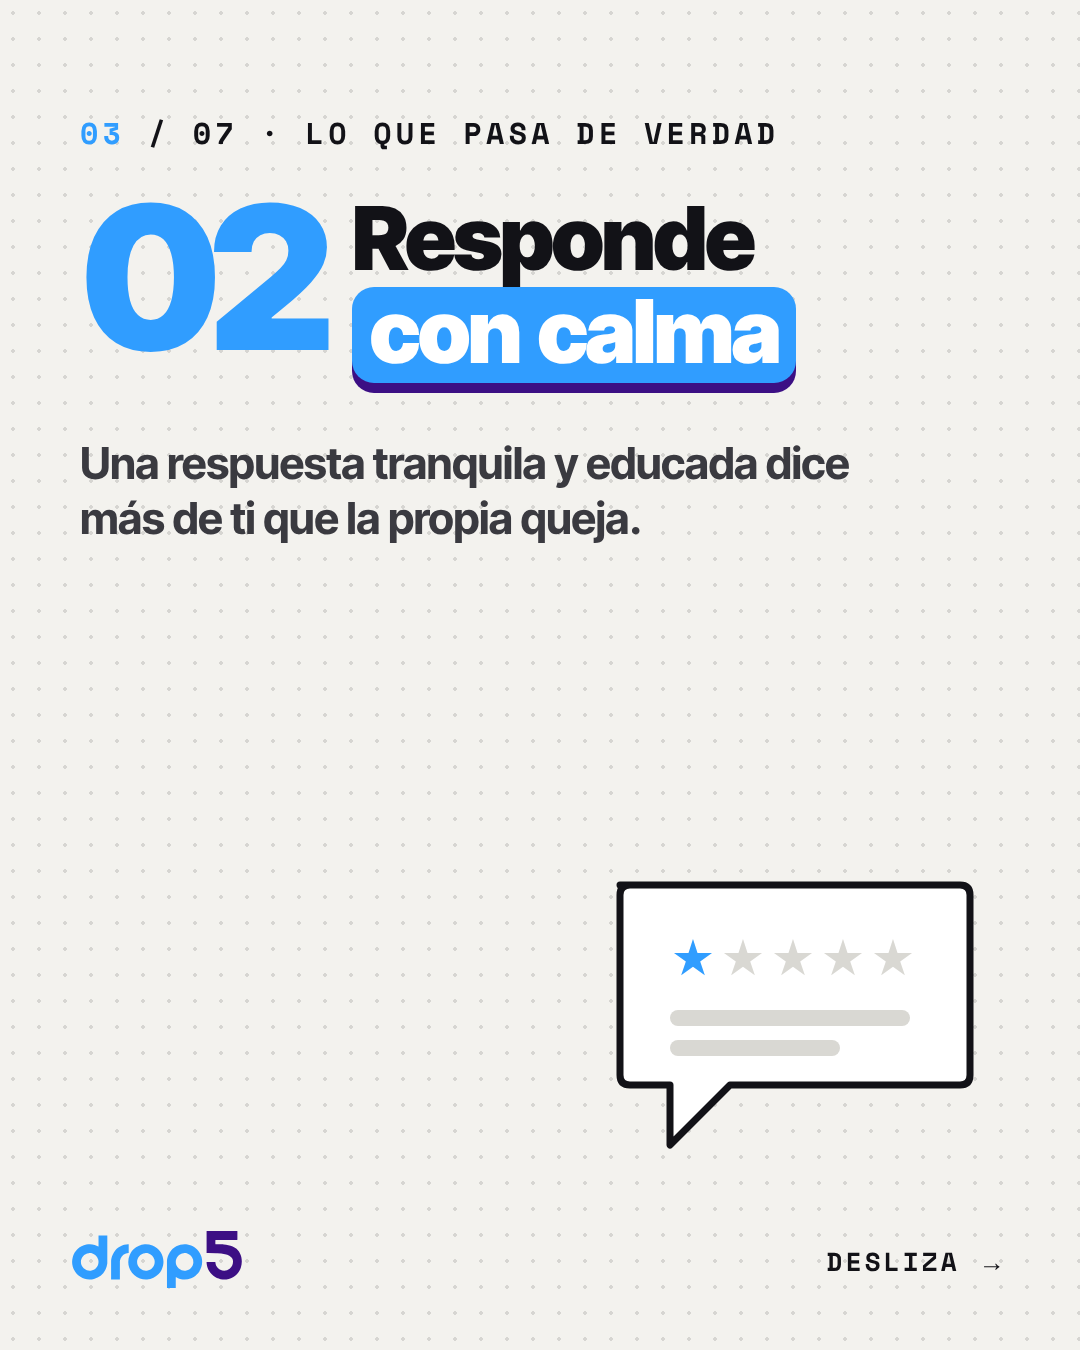 03 / 07 · LO QUE PASA DE VERDAD
02
Responde
con calma
Una respuesta tranquila y educada dice
más de ti que la propia queja.
drop5
DESLIZA →